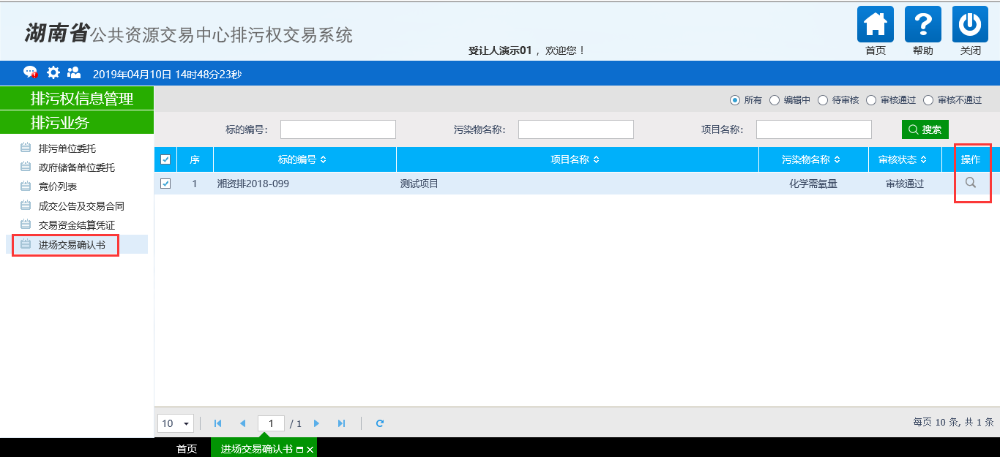 湖南省公共资源交易中心排污权交易系统
受让人演示01 ，欢迎您！
首页 帮助 关闭
2019年04月10日 14时48分23秒
排污权信息管理
排污业务
排污单位委托
政府储备单位委托
竞价列表
成交公告及交易合同
交易资金结算凭证
进场交易确认书
所有 编辑中 待审核 审核通过 审核不通过
标的编号： 污染物名称： 项目名称： 搜索
序 标的编号 项目名称 污染物名称 审核状态 操作
1 湘资排2018-099 测试项目 化学需氧量 审核通过
10 1 / 1 每页 10 条, 共 1 条
首页 进场交易确认书